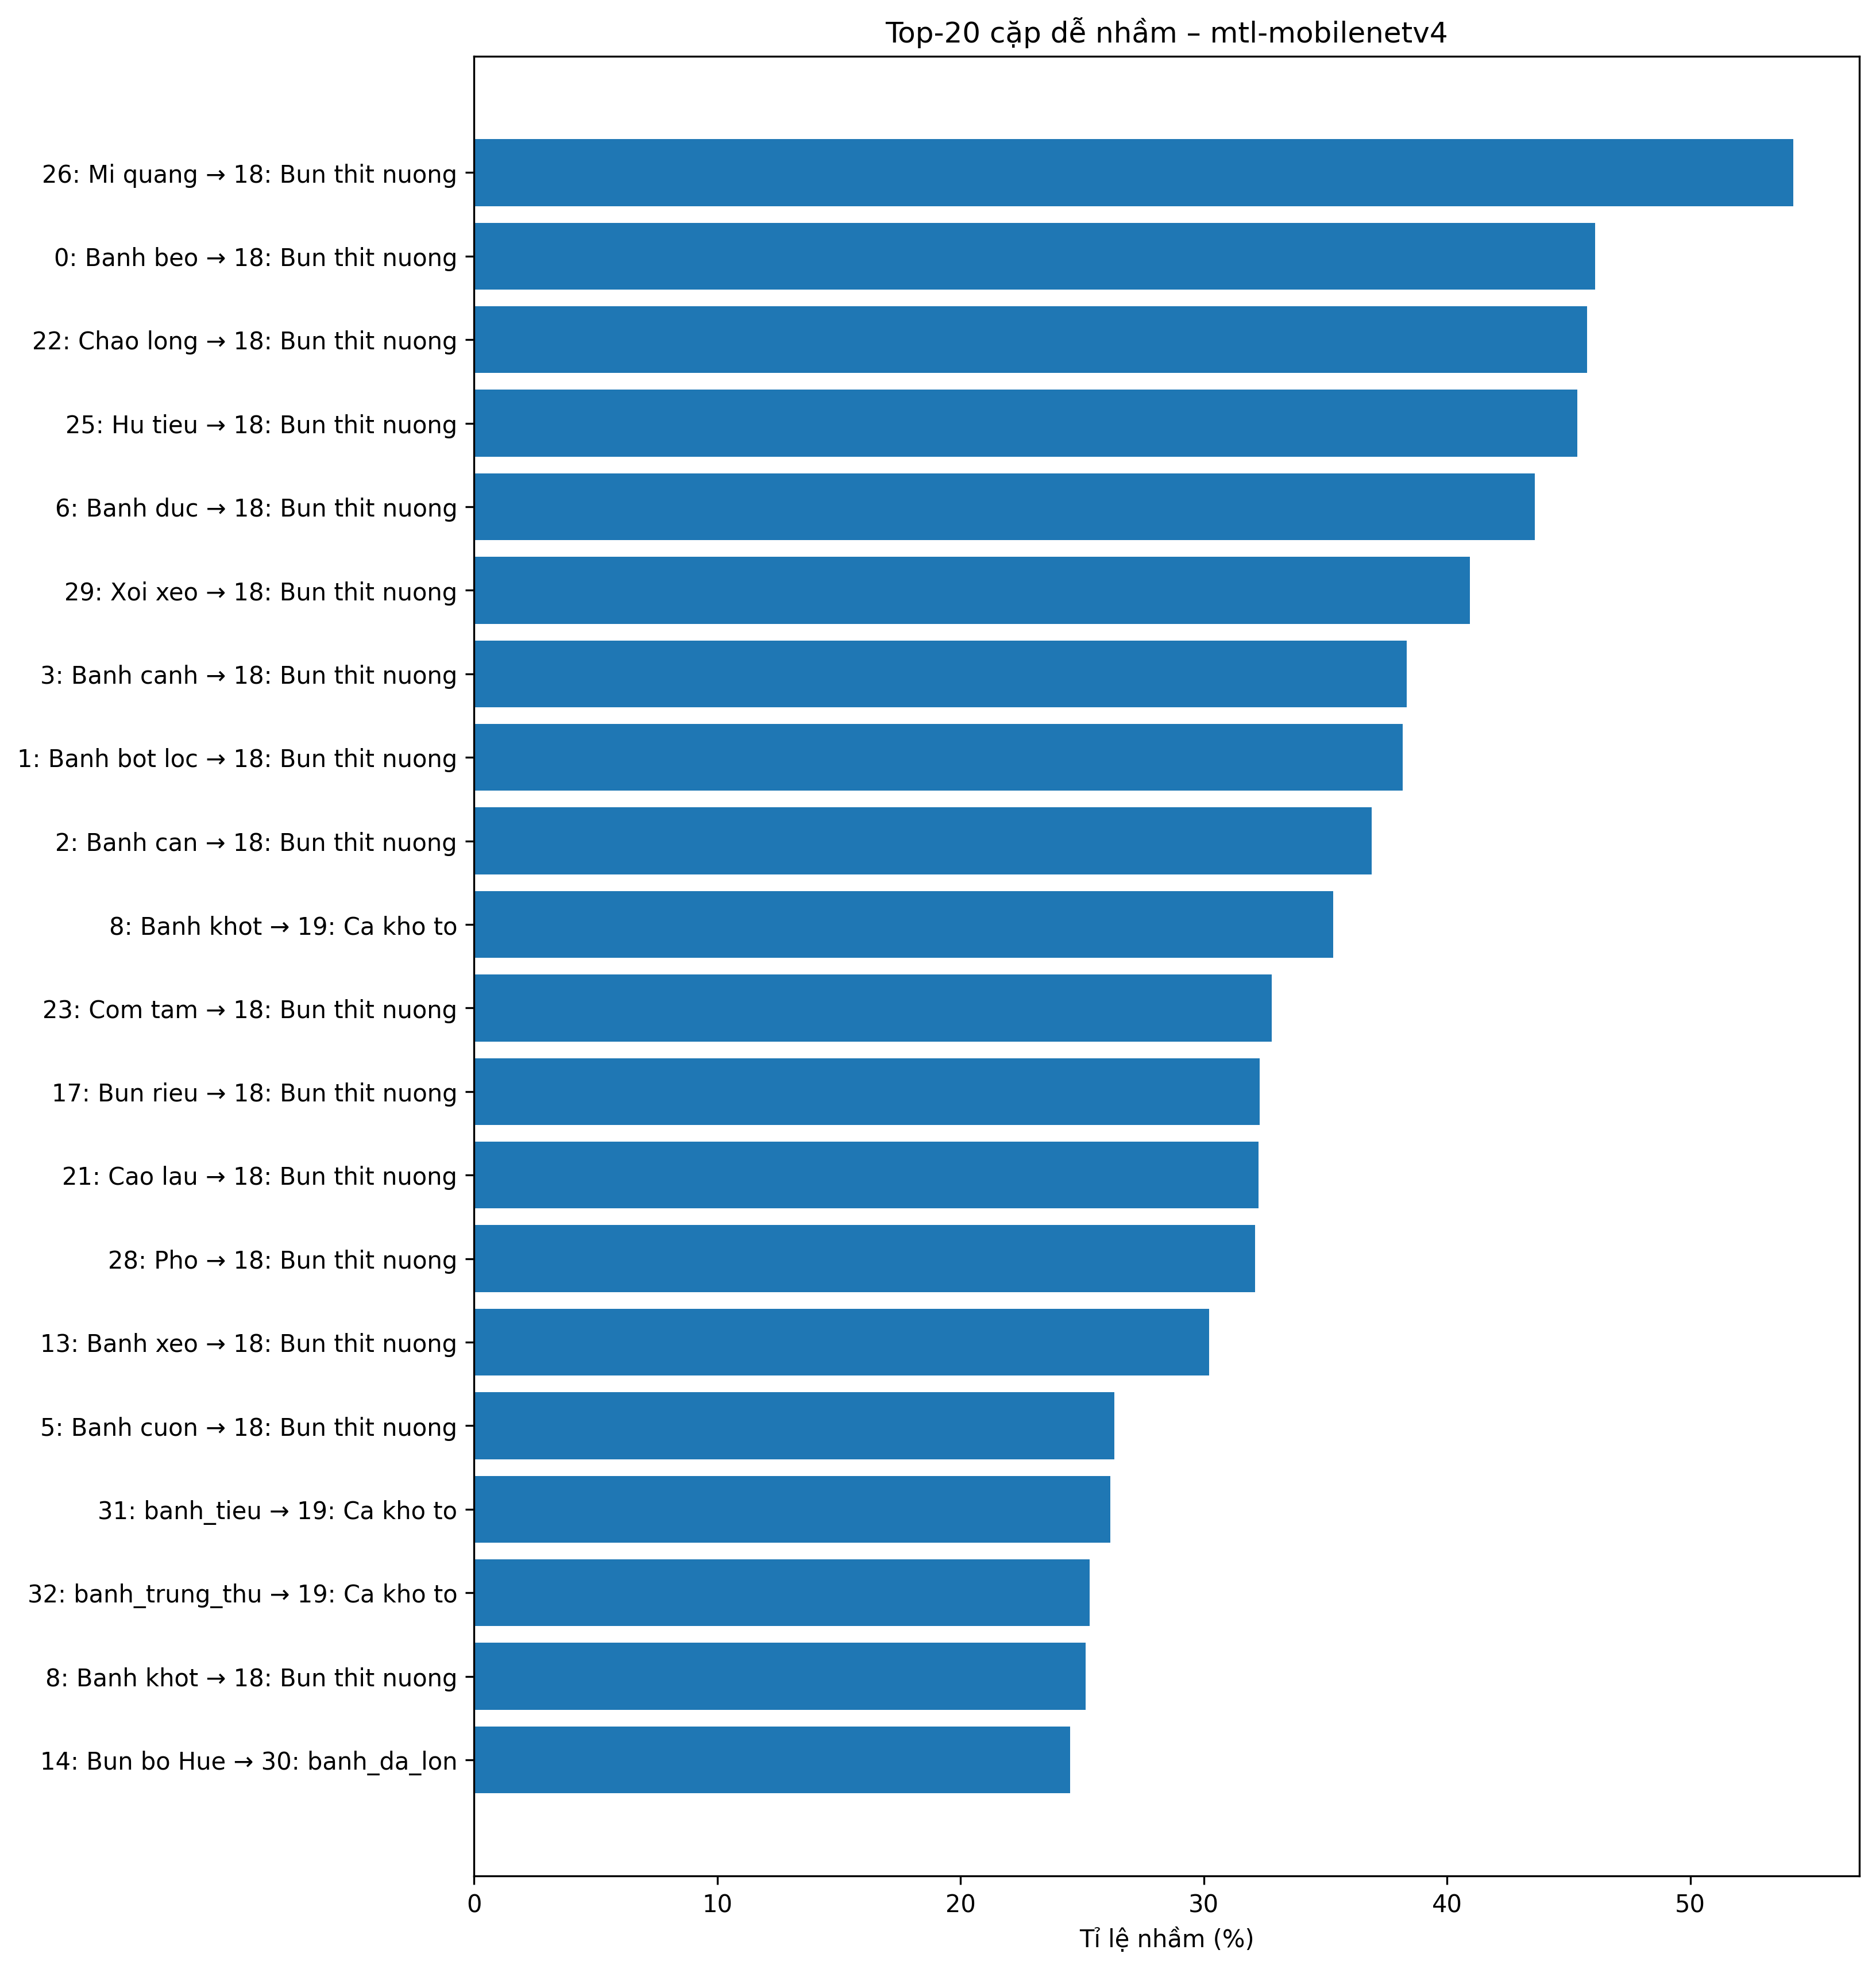 Top-20 cặp dễ nhầm – mtl-mobilenetv4
26: Mi quang → 18: Bun thit nuong
0: Banh beo → 18: Bun thit nuong
22: Chao long → 18: Bun thit nuong
25: Hu tieu → 18: Bun thit nuong
6: Banh duc → 18: Bun thit nuong
29: Xoi xeo → 18: Bun thit nuong
3: Banh canh → 18: Bun thit nuong
1: Banh bot loc → 18: Bun thit nuong
2: Banh can → 18: Bun thit nuong
8: Banh khot → 19: Ca kho to
23: Com tam → 18: Bun thit nuong
17: Bun rieu → 18: Bun thit nuong
21: Cao lau → 18: Bun thit nuong
28: Pho → 18: Bun thit nuong
13: Banh xeo → 18: Bun thit nuong
5: Banh cuon → 18: Bun thit nuong
31: banh_tieu → 19: Ca kho to
32: banh_trung_thu → 19: Ca kho to
8: Banh khot → 18: Bun thit nuong
14: Bun bo Hue → 30: banh_da_lon
0 10 20 30 40 50
Tỉ lệ nhầm (%)